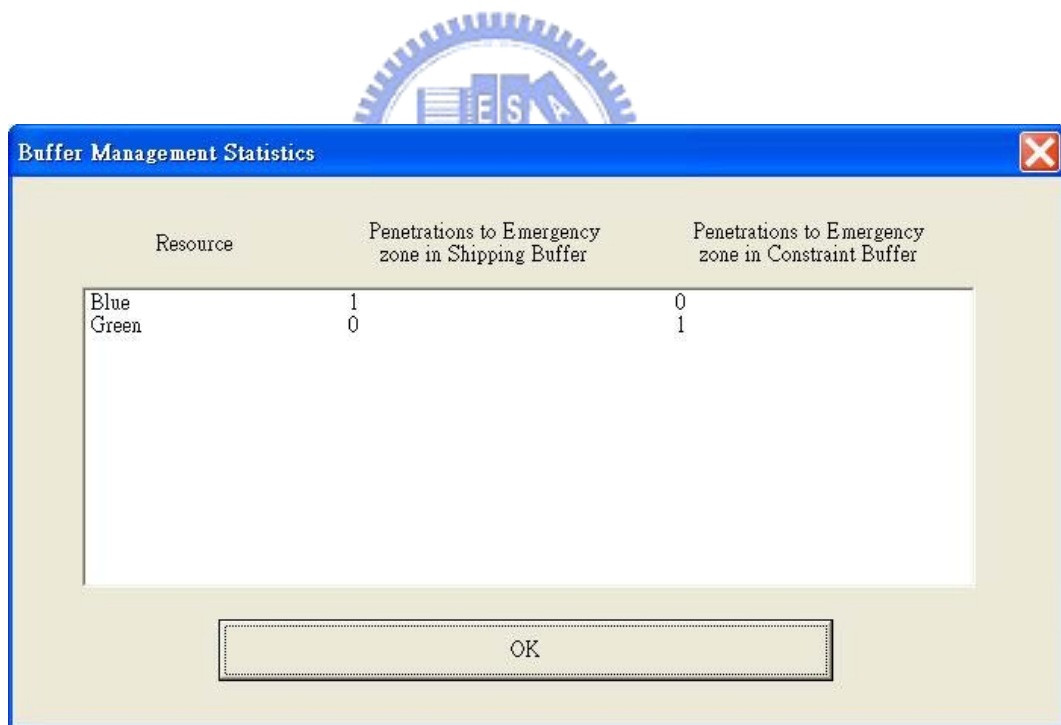 ESA
Buffer Management Statistics
Resource
Penetrations to Emergency
zone in Shipping Buffer
Penetrations to Emergency
zone in Constraint Buffer
Blue 1 0
Green 0 1
OK